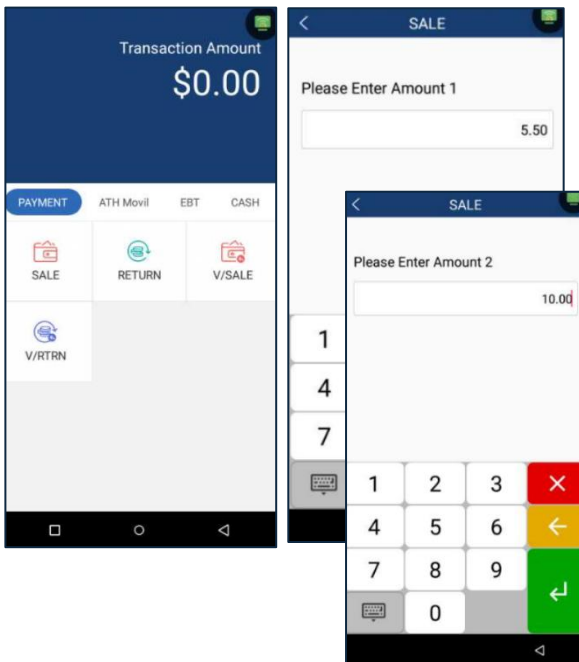 Transaction Amount
$0.00
PAYMENT ATH Movil EBT CASH
SALE RETURN V/SALE
V/RTRN
SALE
Please Enter Amount 1
5.50
1
4
7
SALE
Please Enter Amount 2
10.00
1 2 3
4 5 6
7 8 9
0